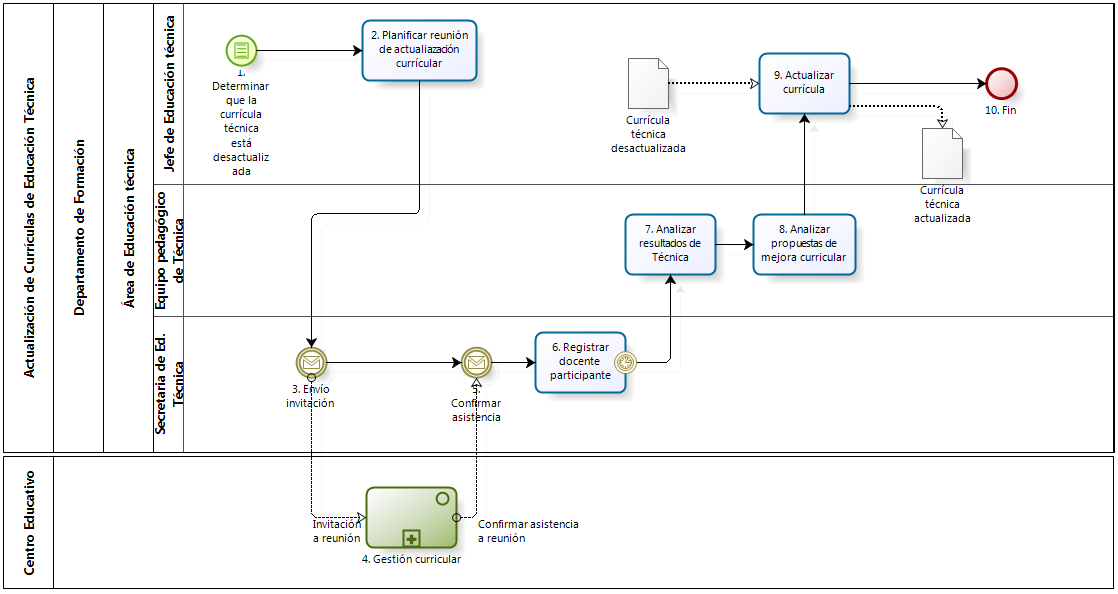 Actualización de Currículas de Educación Técnica
Departamento de Formación
Área de Educación técnica
Jefe de Educación técnica
1.
Determinar
que la
currícula
técnica
está
desactualiz
ada
2. Planificar reunión
de actualiazación
currícular
Currícula
técnica
desactualizada
9. Actualizar
currícula
10. Fin
Currícula
técnica
actualizada
Equipo pedagógico
de Técnica
7. Analizar
resultados de
Técnica
8. Analizar
propuestas de
mejora curricular
Secretaria de Ed.
Técnica
3. Envío
invitación
5.
Confirmar
asistencia
6. Registrar
docente
participante
Centro Educativo
Invitación
a reunión
4. Gestión curricular
Confirmar asistencia
a reunión